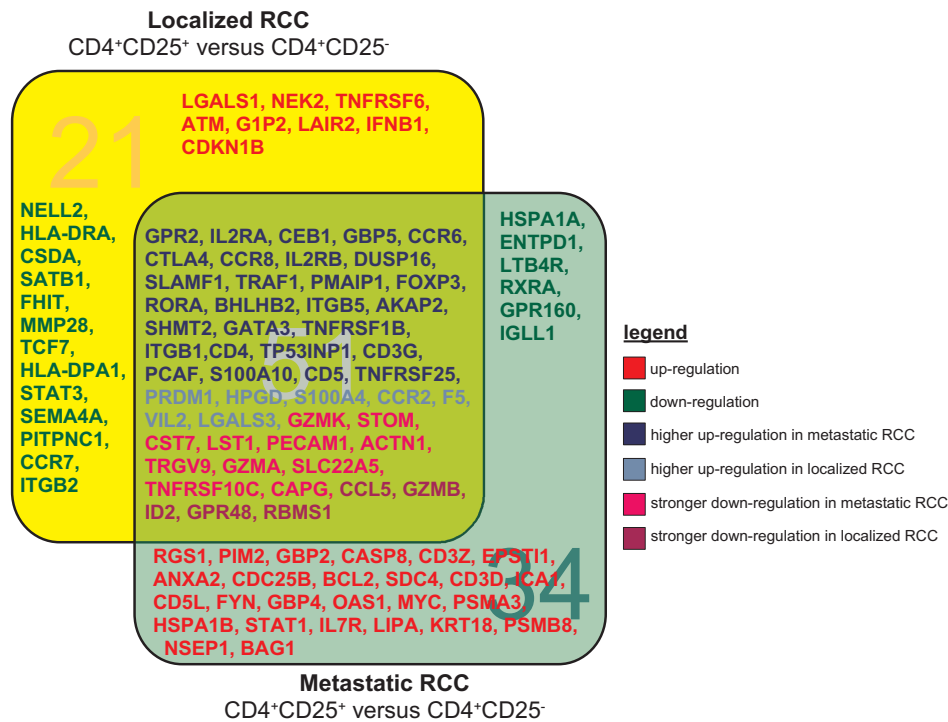 Localized RCC
CD4+CD25+ versus CD4+CD25-
21
LGALS1, NEK2, TNFRSF6,
ATM, G1P2, LAIR2, IFNB1,
CDKN1B
NELL2,
HLA-DRA,
CSDA,
SATB1,
FHIT,
MMP28,
TCF7,
HLA-DPA1,
STAT3,
SEMA4A,
PITPNC1,
CCR7,
ITGB2
GPR2, IL2RA, CEB1, GBP5, CCR6,
CTLA4, CCR8, IL2RB, DUSP16,
SLAMF1, TRAF1, PMAIP1, FOXP3,
RORA, BHLHB2, ITGB5, AKAP2,
SHMT2, GATA3, TNFRSF1B,
ITGB1,CD4, TP53INP1, CD3G,
PCAF, S100A10, CD5, TNFRSF25,
PRDM1, HPGD, S100A4, CCR2, F5,
VIL2, LGALS3, GZMK, STOM,
CST7, LST1, PECAM1, ACTN1,
TRGV9, GZMA, SLC22A5,
TNFRSF10C, CAPG, CCL5, GZMB,
ID2, GPR48, RBMS1
51
HSPA1A,
ENTPD1,
LTB4R,
RXRA,
GPR160,
IGLL1
RGS1, PIM2, GBP2, CASP8, CD3Z, EPSTI1,
ANXA2, CDC25B, BCL2, SDC4, CD3D, ICA1,
CD5L, FYN, GBP4, OAS1, MYC, PSMA3,
HSPA1B, STAT1, IL7R, LIPA, KRT18, PSMB8,
NSEP1, BAG1
34
Metastatic RCC
CD4+CD25+ versus CD4+CD25-
legend
up-regulation
down-regulation
higher up-regulation in metastatic RCC
higher up-regulation in localized RCC
stronger down-regulation in metastatic RCC
stronger down-regulation in localized RCC